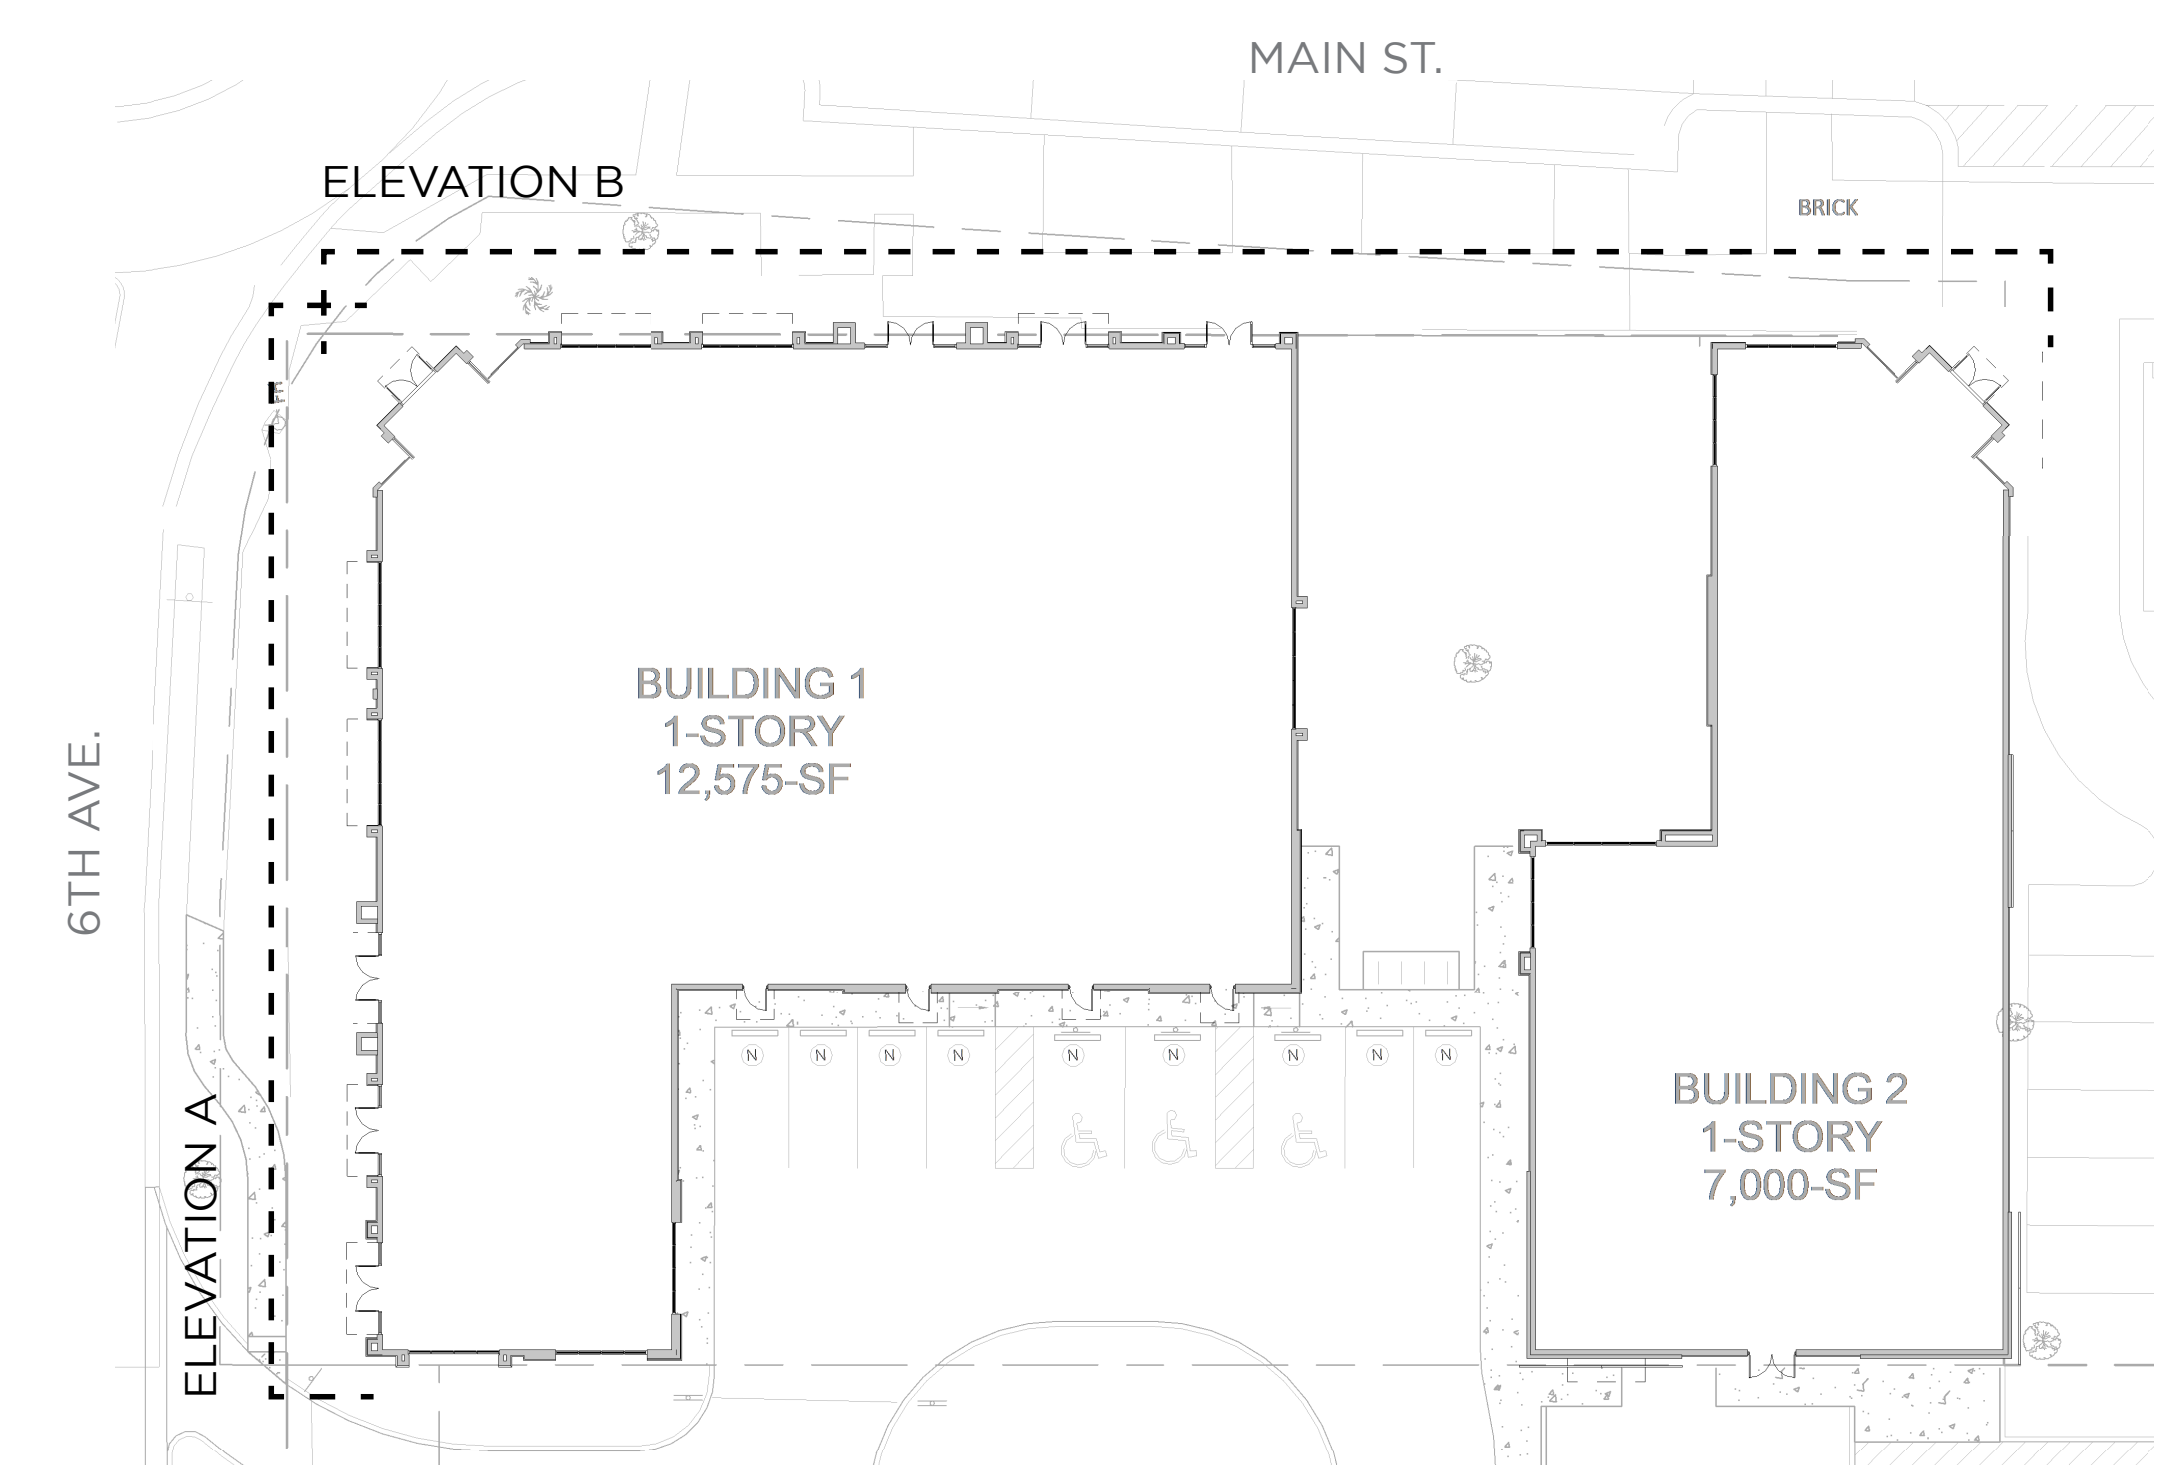 MAIN ST.
ELEVATION B
BRICK
BUILDING 1
1-STORY
12,575-SF
6TH AVE.
N
N
N
N
N
N
N
N
N
BUILDING 2
1-STORY
7,000-SF
ELEVATION A